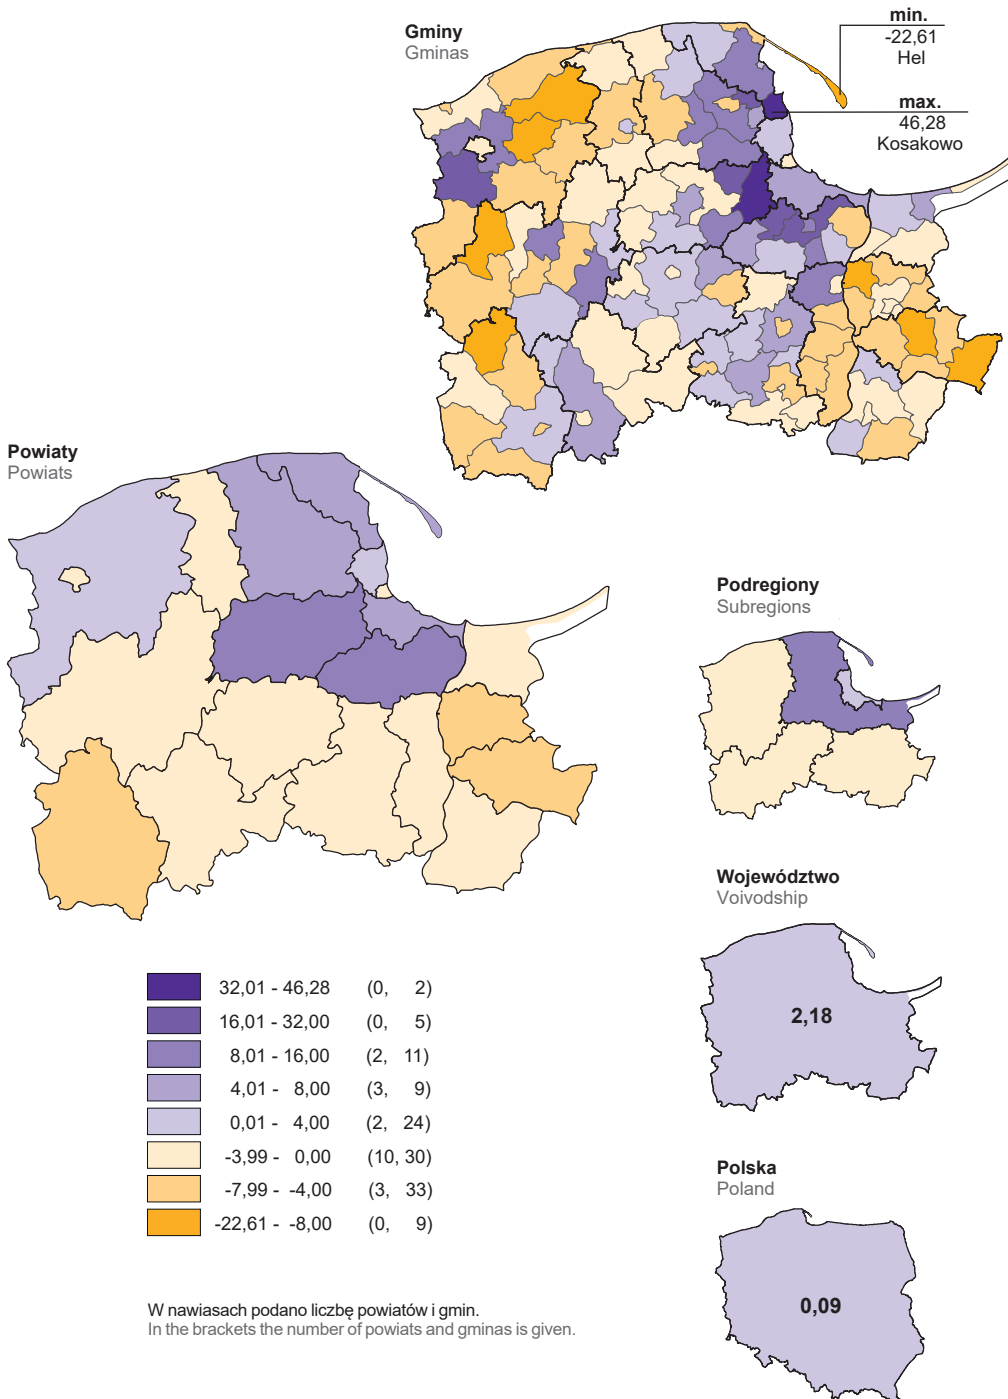 Gminy
Gminas
min.
-22,61
Hel
max.
46,28
Kosakowo
Powiaty
Powiats
Podregiony
Subregions
Województwo
Voivodship
2,18
Polska
Poland
0,09
32,01 - 46,28 (0, 2)
16,01 - 32,00 (0, 5)
8,01 - 16,00 (2, 11)
4,01 - 8,00 (3, 9)
0,01 - 4,00 (2, 24)
-3,99 - 0,00 (10, 30)
-7,99 - -4,00 (3, 33)
-22,61 - -8,00 (0, 9)
W nawiasach podano liczbę powiatów i gmin.
In the brackets the number of powiats and gminas is given.